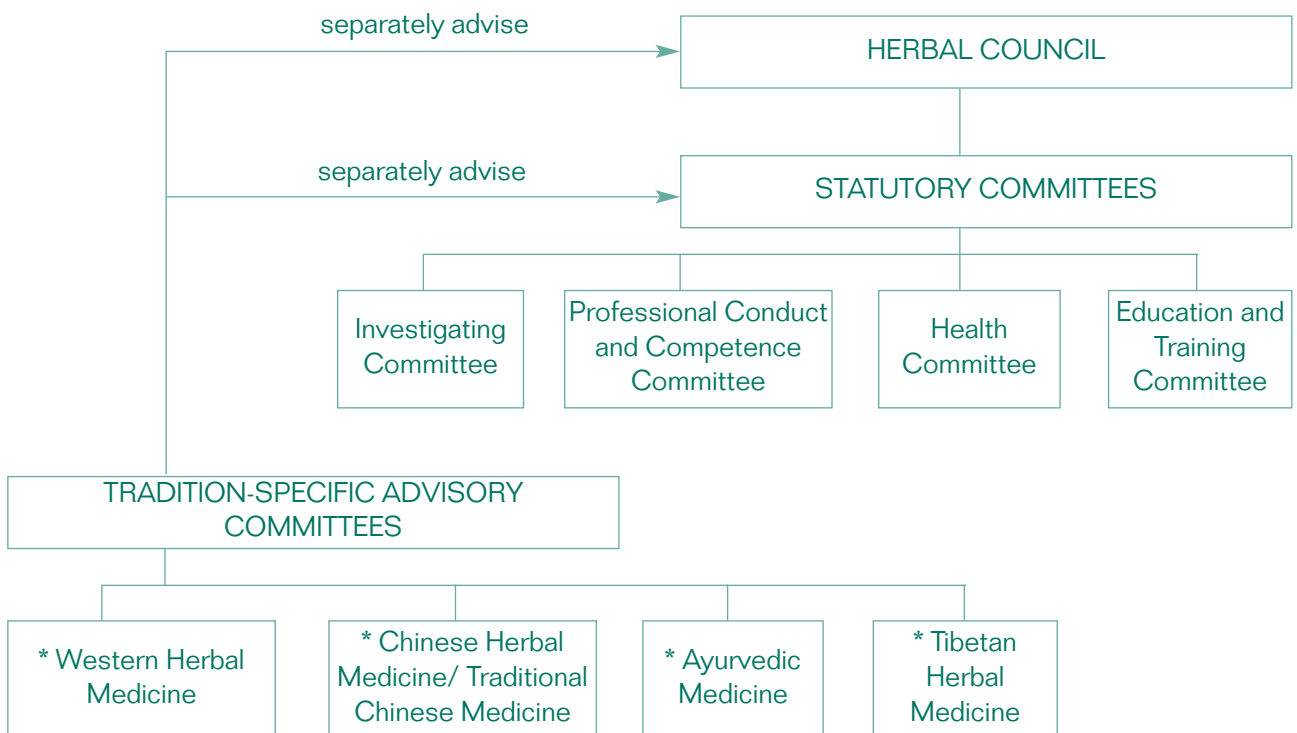 separately advise
HERBAL COUNCIL
separately advise
STATUTORY COMMITTEES
Investigating
Committee
Professional Conduct
and Competence
Committee
Health
Committee
Education and
Training
Committee
TRADITION-SPECIFIC ADVISORY
COMMITTEES
* Western Herbal
Medicine
* Chinese Herbal
Medicine/ Traditional
Chinese Medicine
* Ayurvedic
Medicine
* Tibetan
Herbal
Medicine